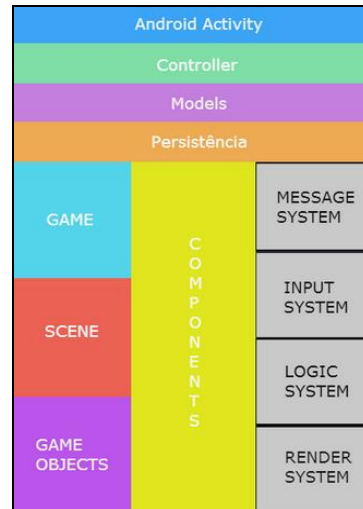 Android Activity
Controller
Models
Persistência
GAME
SCENE
GAME
OBJECTS
COMPONENTS
MESSAGE
SYSTEM
INPUT
SYSTEM
LOGIC
SYSTEM
RENDER
SYSTEM